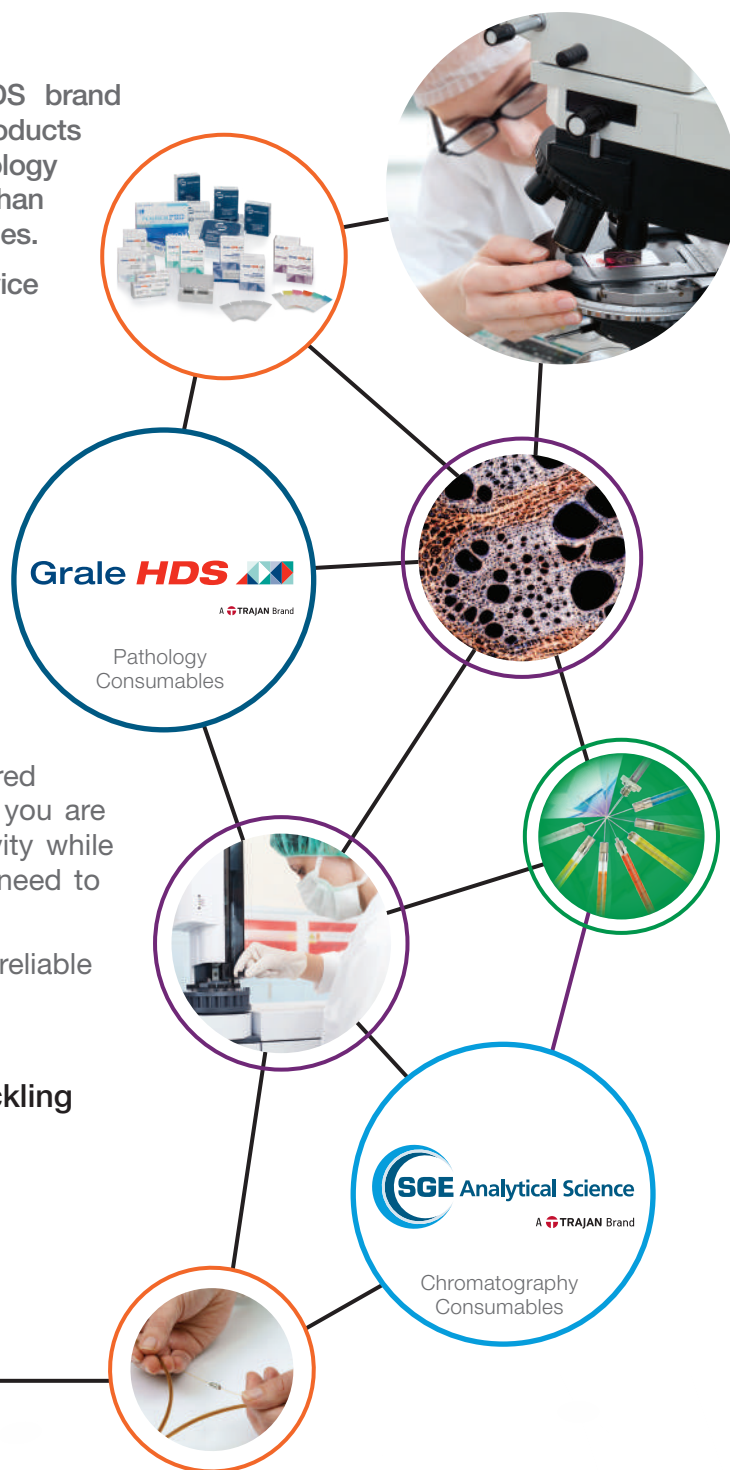 DS brand
oducts
ology
han
es.
vice
Grale HDS
A TRAJAN Brand
Pathology
Consumables
red
you are
vity while
need to
reliable
ckling
SGE Analytical Science
A TRAJAN Brand
Chromatography
Consumables